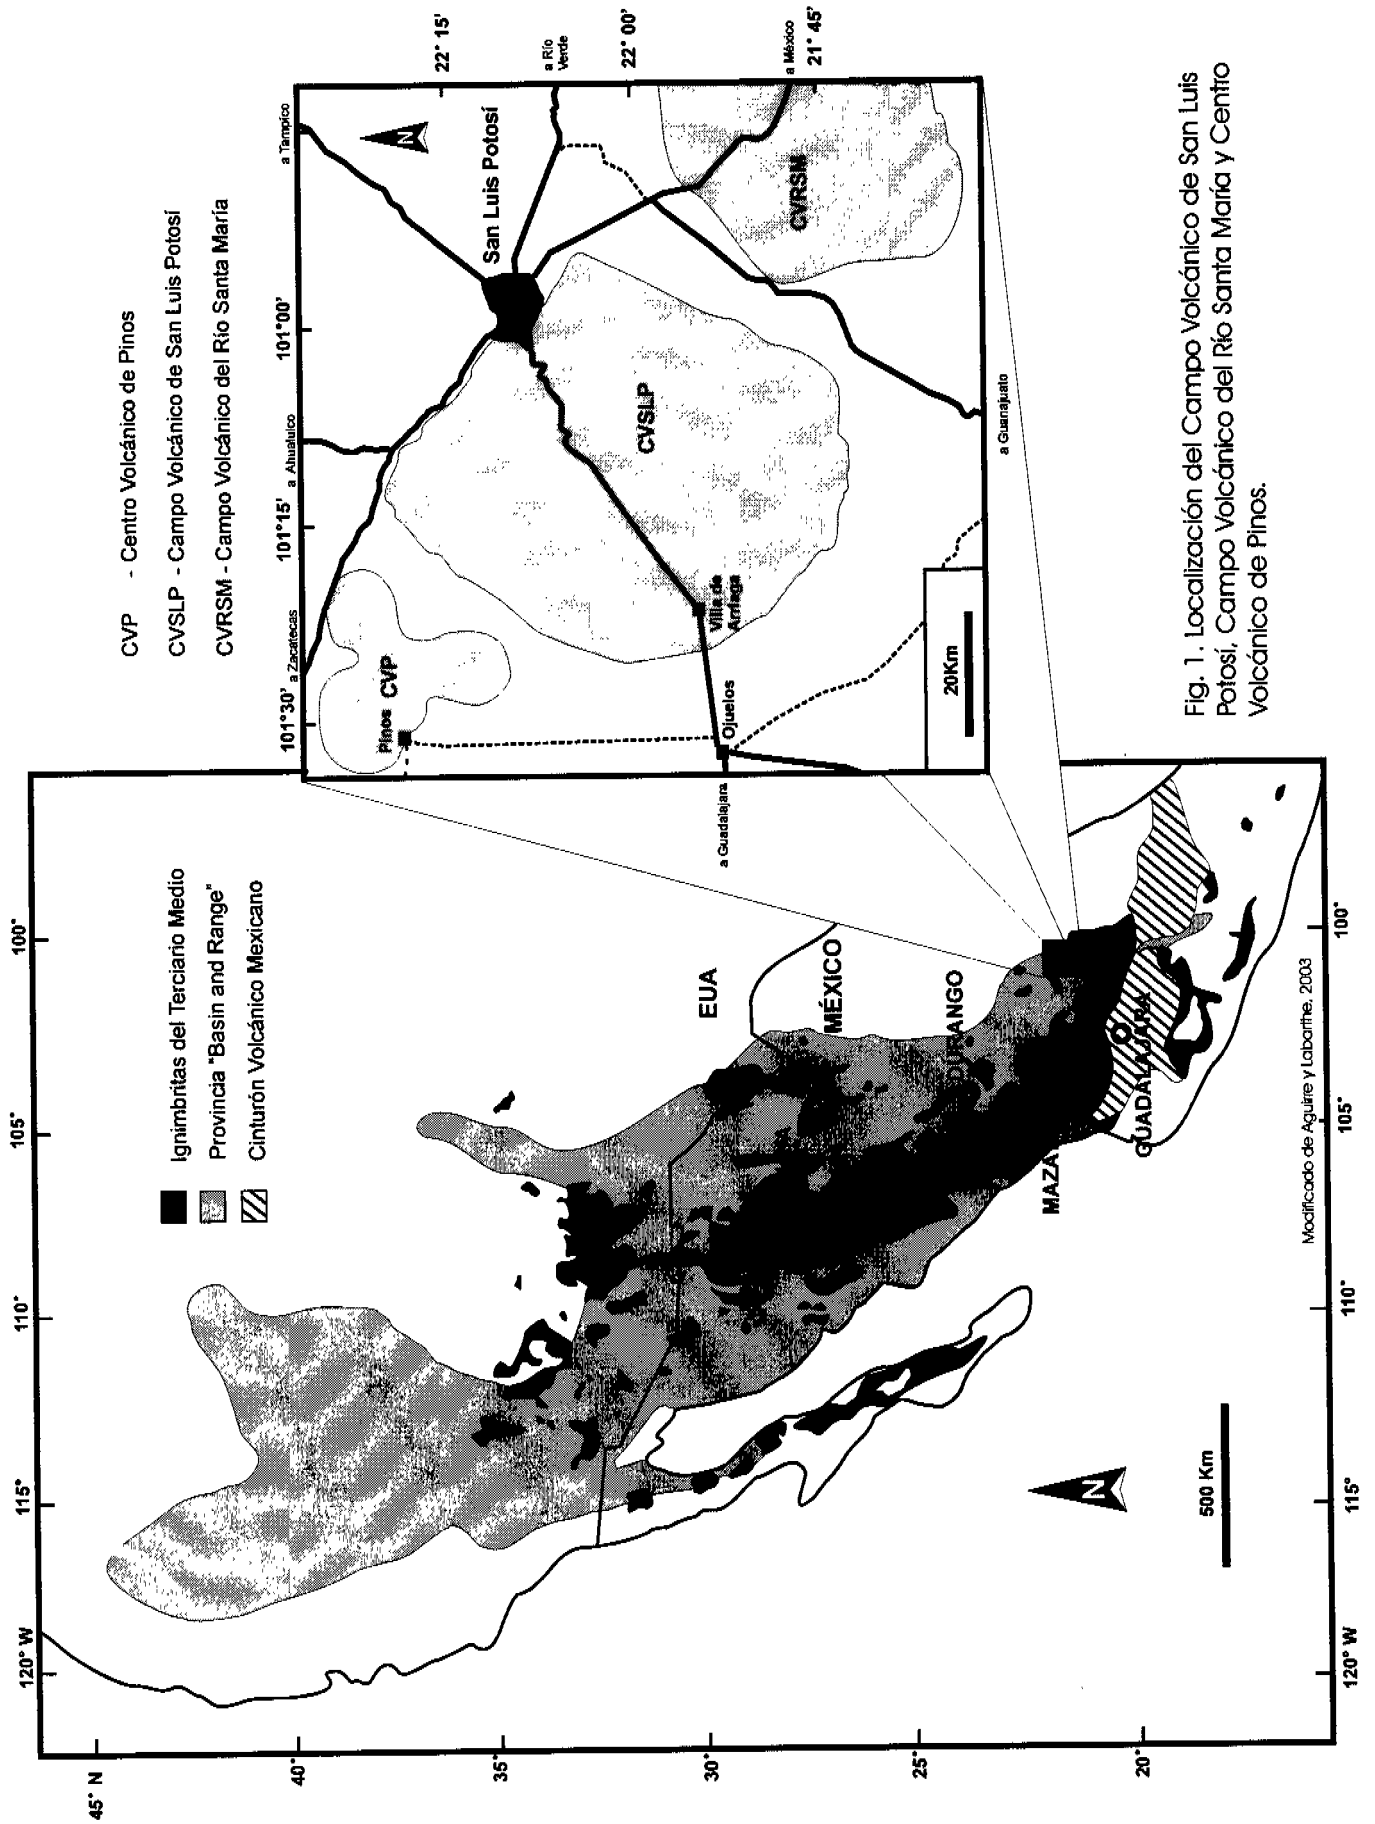 CVP - Centro Volcánico de Pinos
CVSLP - Campo Volcánico de San Luis Potosí
CVRSM - Campo Volcánico del Río Santa María
101°30'
101°15'
101°00'
a Zacatecas
a Ahualulco
a Tampico
22° 15'
a Río
Verde
22° 00'
a México
21° 45'
N
San Luis Potosí
Pinos
CVP
CVSLP
CVRSM
Villa de
Arriaga
Ojuelos
20Km
a Guadalajara
a Guanajuato
120° W
115°
110°
105°
100°
Ignimbritas del Terciario Medio
Provincia "Basin and Range"
Cinturón Volcánico Mexicano
45° N
40°
35°
30°
25°
20°
EUA
MÉXICO
DURANGO
MAZA
GUADALAJARA
N
500 Km
Modificado de Aguirre y Labarthe, 2003
120° W
115°
110°
105°
100°
Fig. 1. Localización del Campo Volcánico de San Luis
Potosí, Campo Volcánico del Río Santa María y Centro
Volcánico de Pinos.